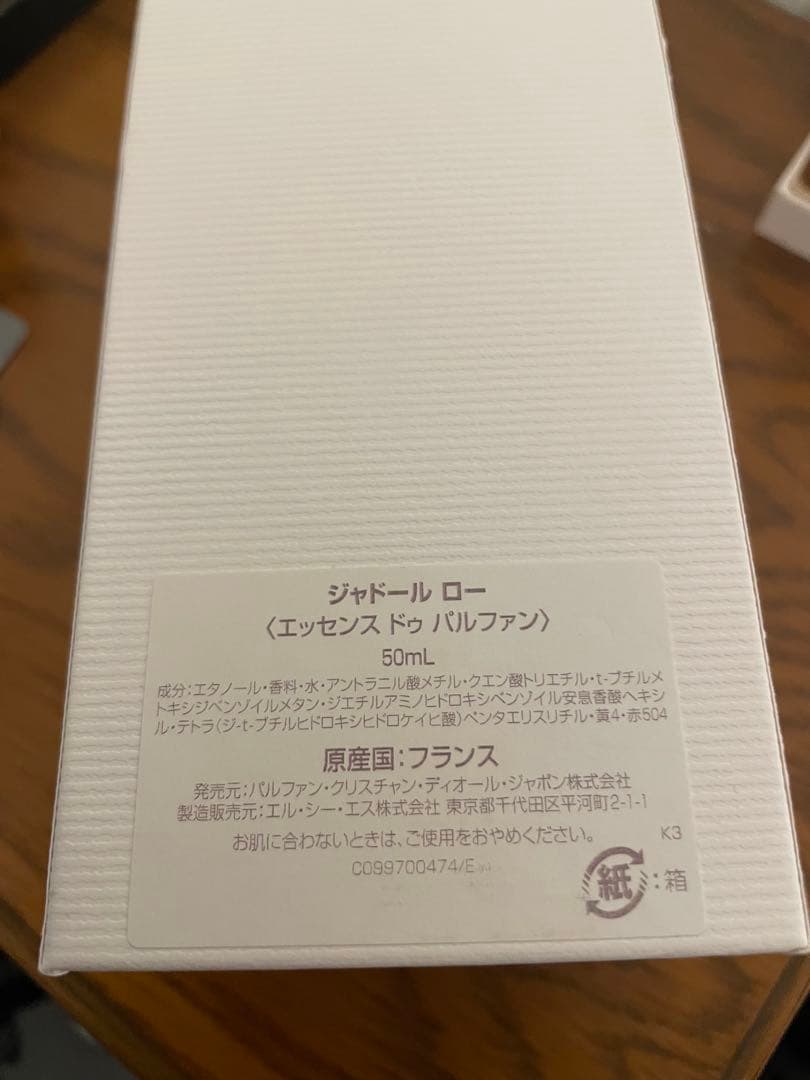 ジャドール ロー
〈エッセンス ドゥ パルファン〉
50mL
成分:エタノール・香料・水・アントラニル酸メチル・クエン酸トリエチル・t-ブチルメ
トキシジベンゾイルメタン・ジエチルアミノヒドロキシベンゾイル安息香酸ヘキシ
ル・テトラ(ジ-t-ブチルヒドロキシヒドロケイヒ酸)ペンタエリスリチル・黄4・赤504
原産国:フランス
発売元:パルファン・クリスチャン・ディオール・ジャポン株式会社
製造販売元:エル・シー・エス株式会社 東京都千代田区平河町2-1-1
お肌に合わないときは、ご使用をおやめください。 K3
C099700474/E
紙:箱